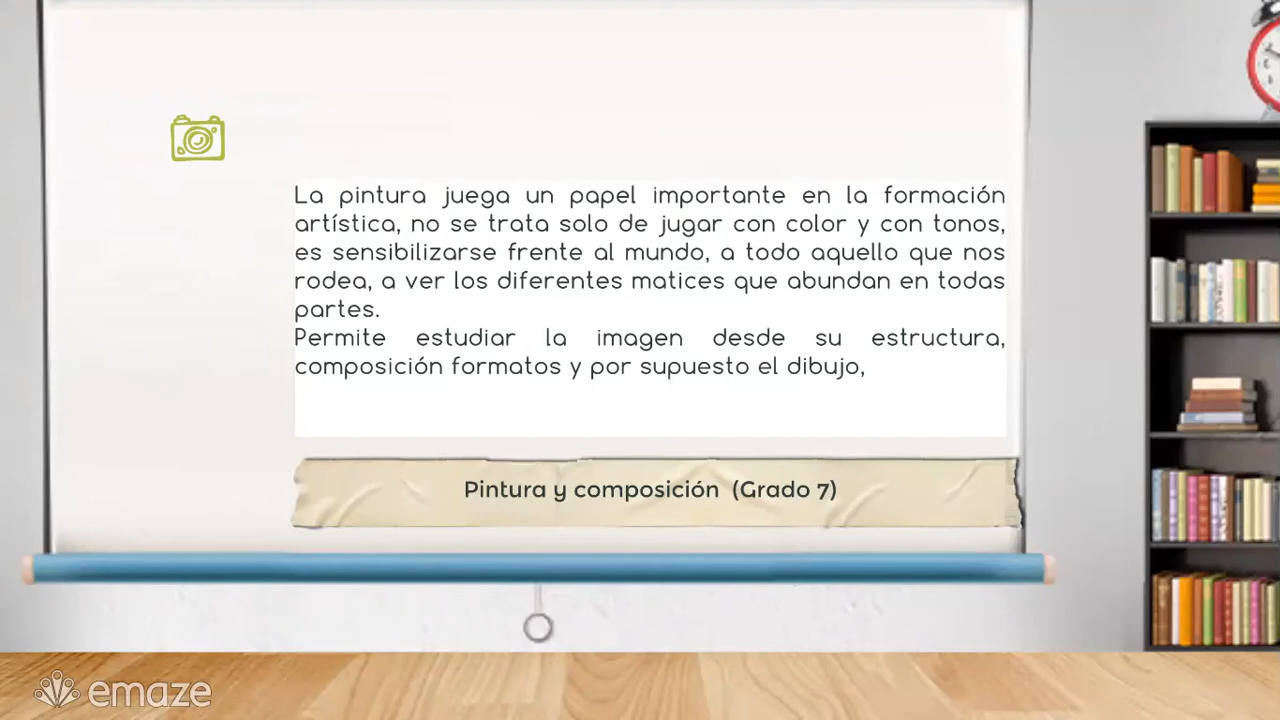 La pintura juega un papel importante en la formación
artística, no se trata solo de jugar con color y con tonos,
es sensibilizarse frente al mundo, a todo aquello que nos
rodea, a ver los diferentes matices que abundan en todas
partes.
Permite estudiar la imagen desde su estructura,
composición formatos y por supuesto el dibujo,
Pintura y composición (Grado 7)
emaze